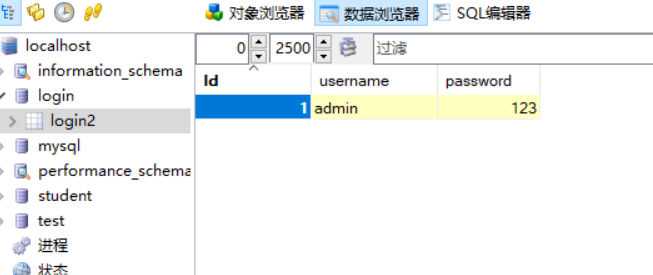 对象浏览器 数据浏览器 SQL编辑器
localhost
0 2500 过滤
information_schema
Id username password
login
1 admin 123
login2
mysql
performance_schema
student
test
进程
状态